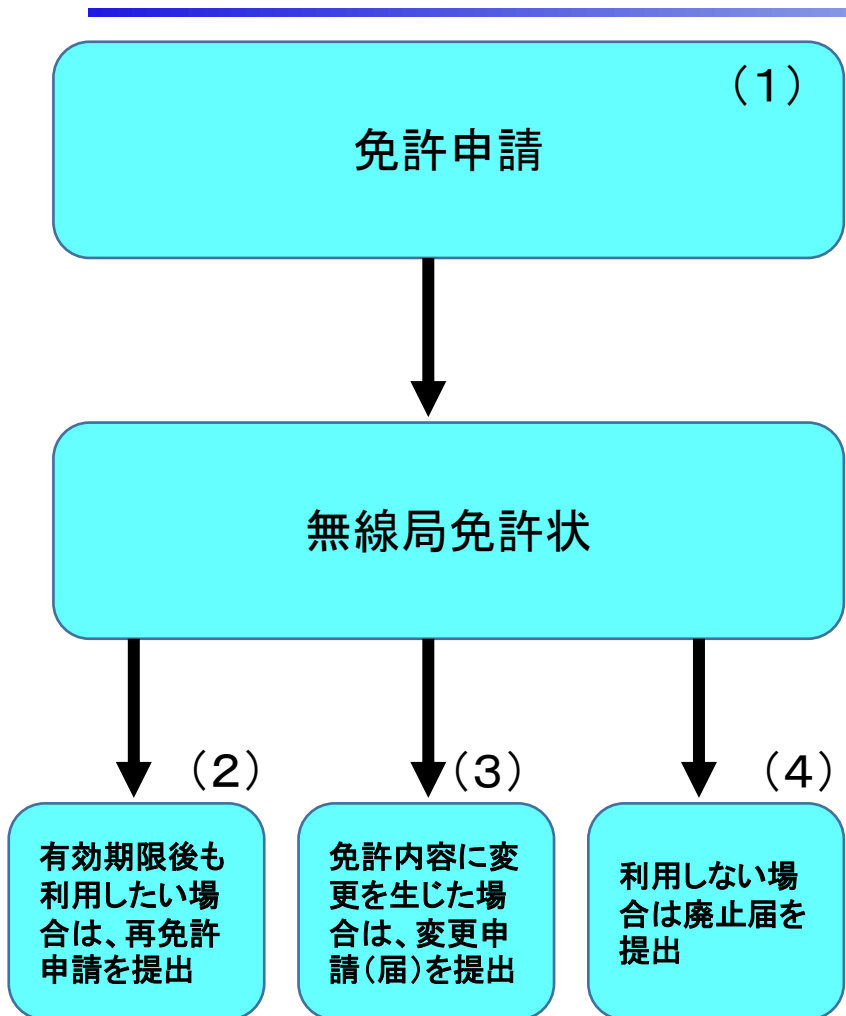 （１）
免許申請
無線局免許状
（２）
有効期限後も
利用したい場
合は、再免許
申請を提出
（３）
免許内容に変
更を生じた場
合は、変更申
請（届）を提出
（４）
利用しない場
合は廃止届を
提出